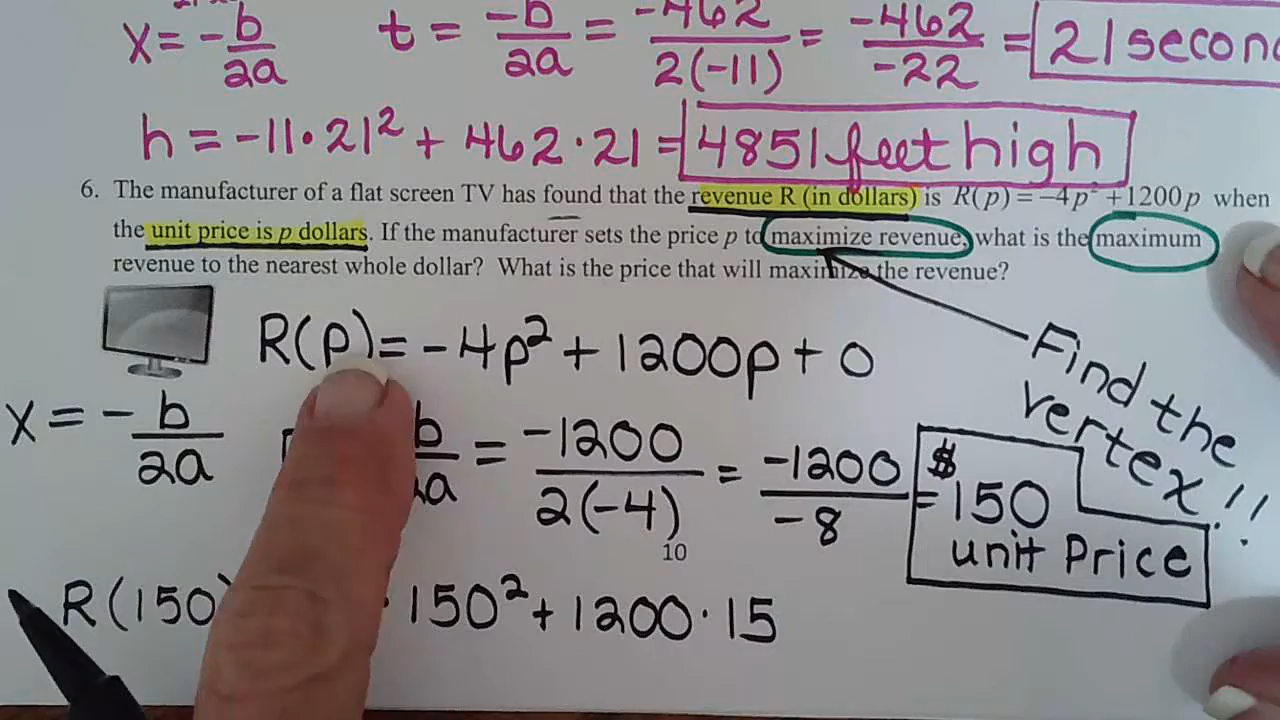 x = -b/2a t = -b/2a = -462/2(-11) = -462/-22 = 21 secon
h = -11·21² + 462·21 = 4851 feet high
6. The manufacturer of a flat screen TV has found that the revenue R (in dollars) is R(p) = −4p² +1200p when
the unit price is p dollars. If the manufacturer sets the price p to maximize revenue, what is the maximum
revenue to the nearest whole dollar? What is the price that will maximize the revenue?
R(p) = -4p² + 1200p + 0
Find the
vertex!!
x = -b/2a b/2a = -1200/2(-4) = -1200/-8 = $150
unit Price
10
R(150) · 150² + 1200 · 15